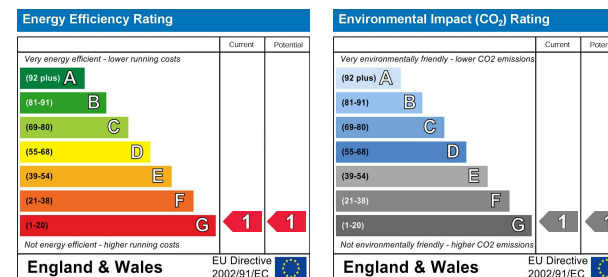 Energy Efficiency Rating
Current Potential
Very energy efficient - lower running costs
(92 plus) A
(81-91) B
(69-80) C
(55-68) D
(39-54) E
(21-38) F
(1-20) G 1 1
Not energy efficient - higher running costs
England & Wales
EU Directive
2002/91/EC
Environmental Impact (CO₂) Rating
Current Poten
Very environmentally friendly - lower CO2 emissions
(92 plus) A
(81-91) B
(69-80) C
(55-68) D
(39-54) E
(21-38) F
(1-20) G 1 1
Not environmentally friendly - higher CO2 emissions
England & Wales
EU Directive
2002/91/EC